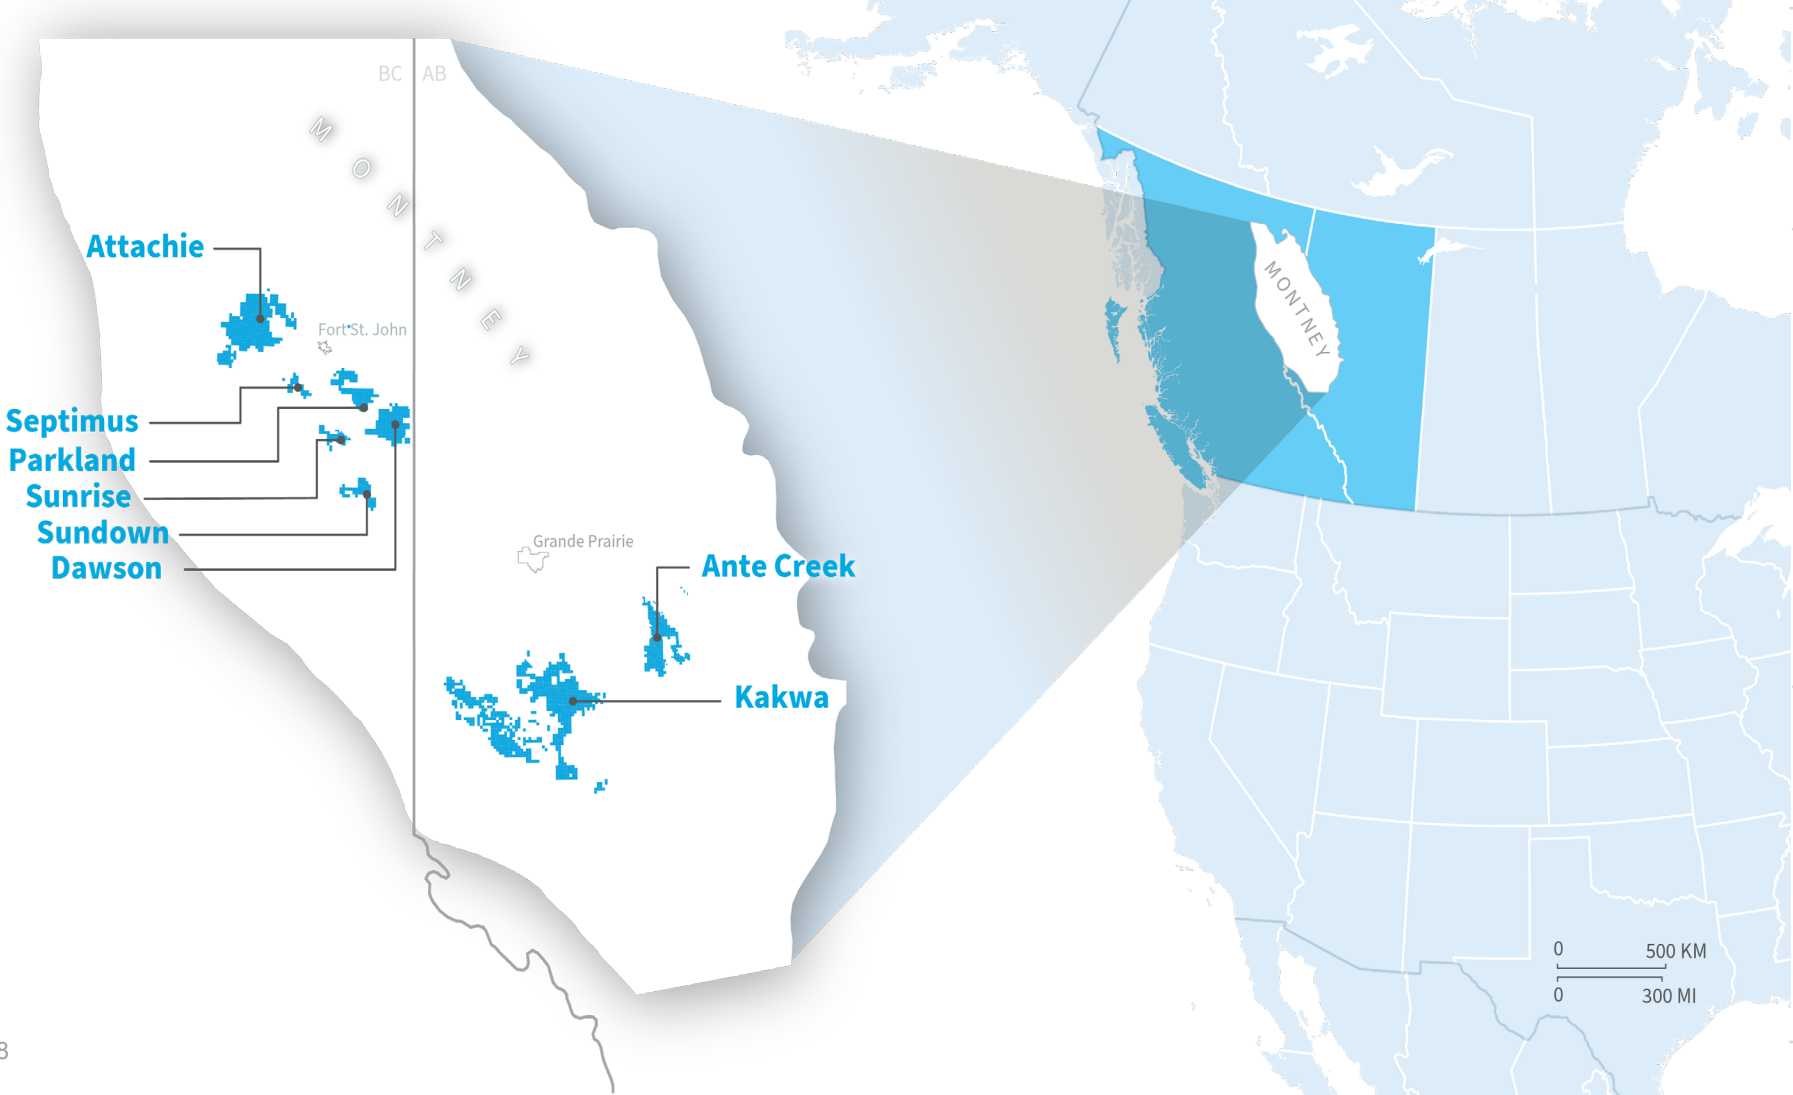 BC AB
MONTNEY
Attachie
Fort St. John
Septimus
Parkland
Sunrise
Sundown
Dawson
Grande Prairie
Ante Creek
Kakwa
MONTNEY
0 500 KM
0 300 MI
8